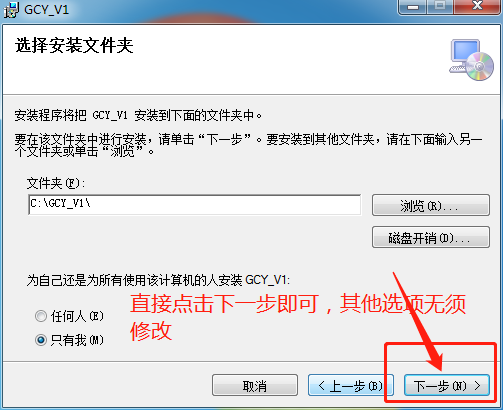 GCY_V1
选择安装文件夹
安装程序将把 GCY_V1 安装到下面的文件夹中。
要在该文件夹中进行安装，请单击“下一步”。要安装到其他文件夹，请在下面输入另
一个文件夹或单击“浏览”。
文件夹(F):
C:\GCY_V1\
浏览(R)...
磁盘开销(D)...
为自己还是为所有使用该计算机的人安装 GCY_V1:
任何人(E)
只有我(M)
直接点击下一步即可，其他选项无须
修改
取消
< 上一步(B)
下一步(N) >